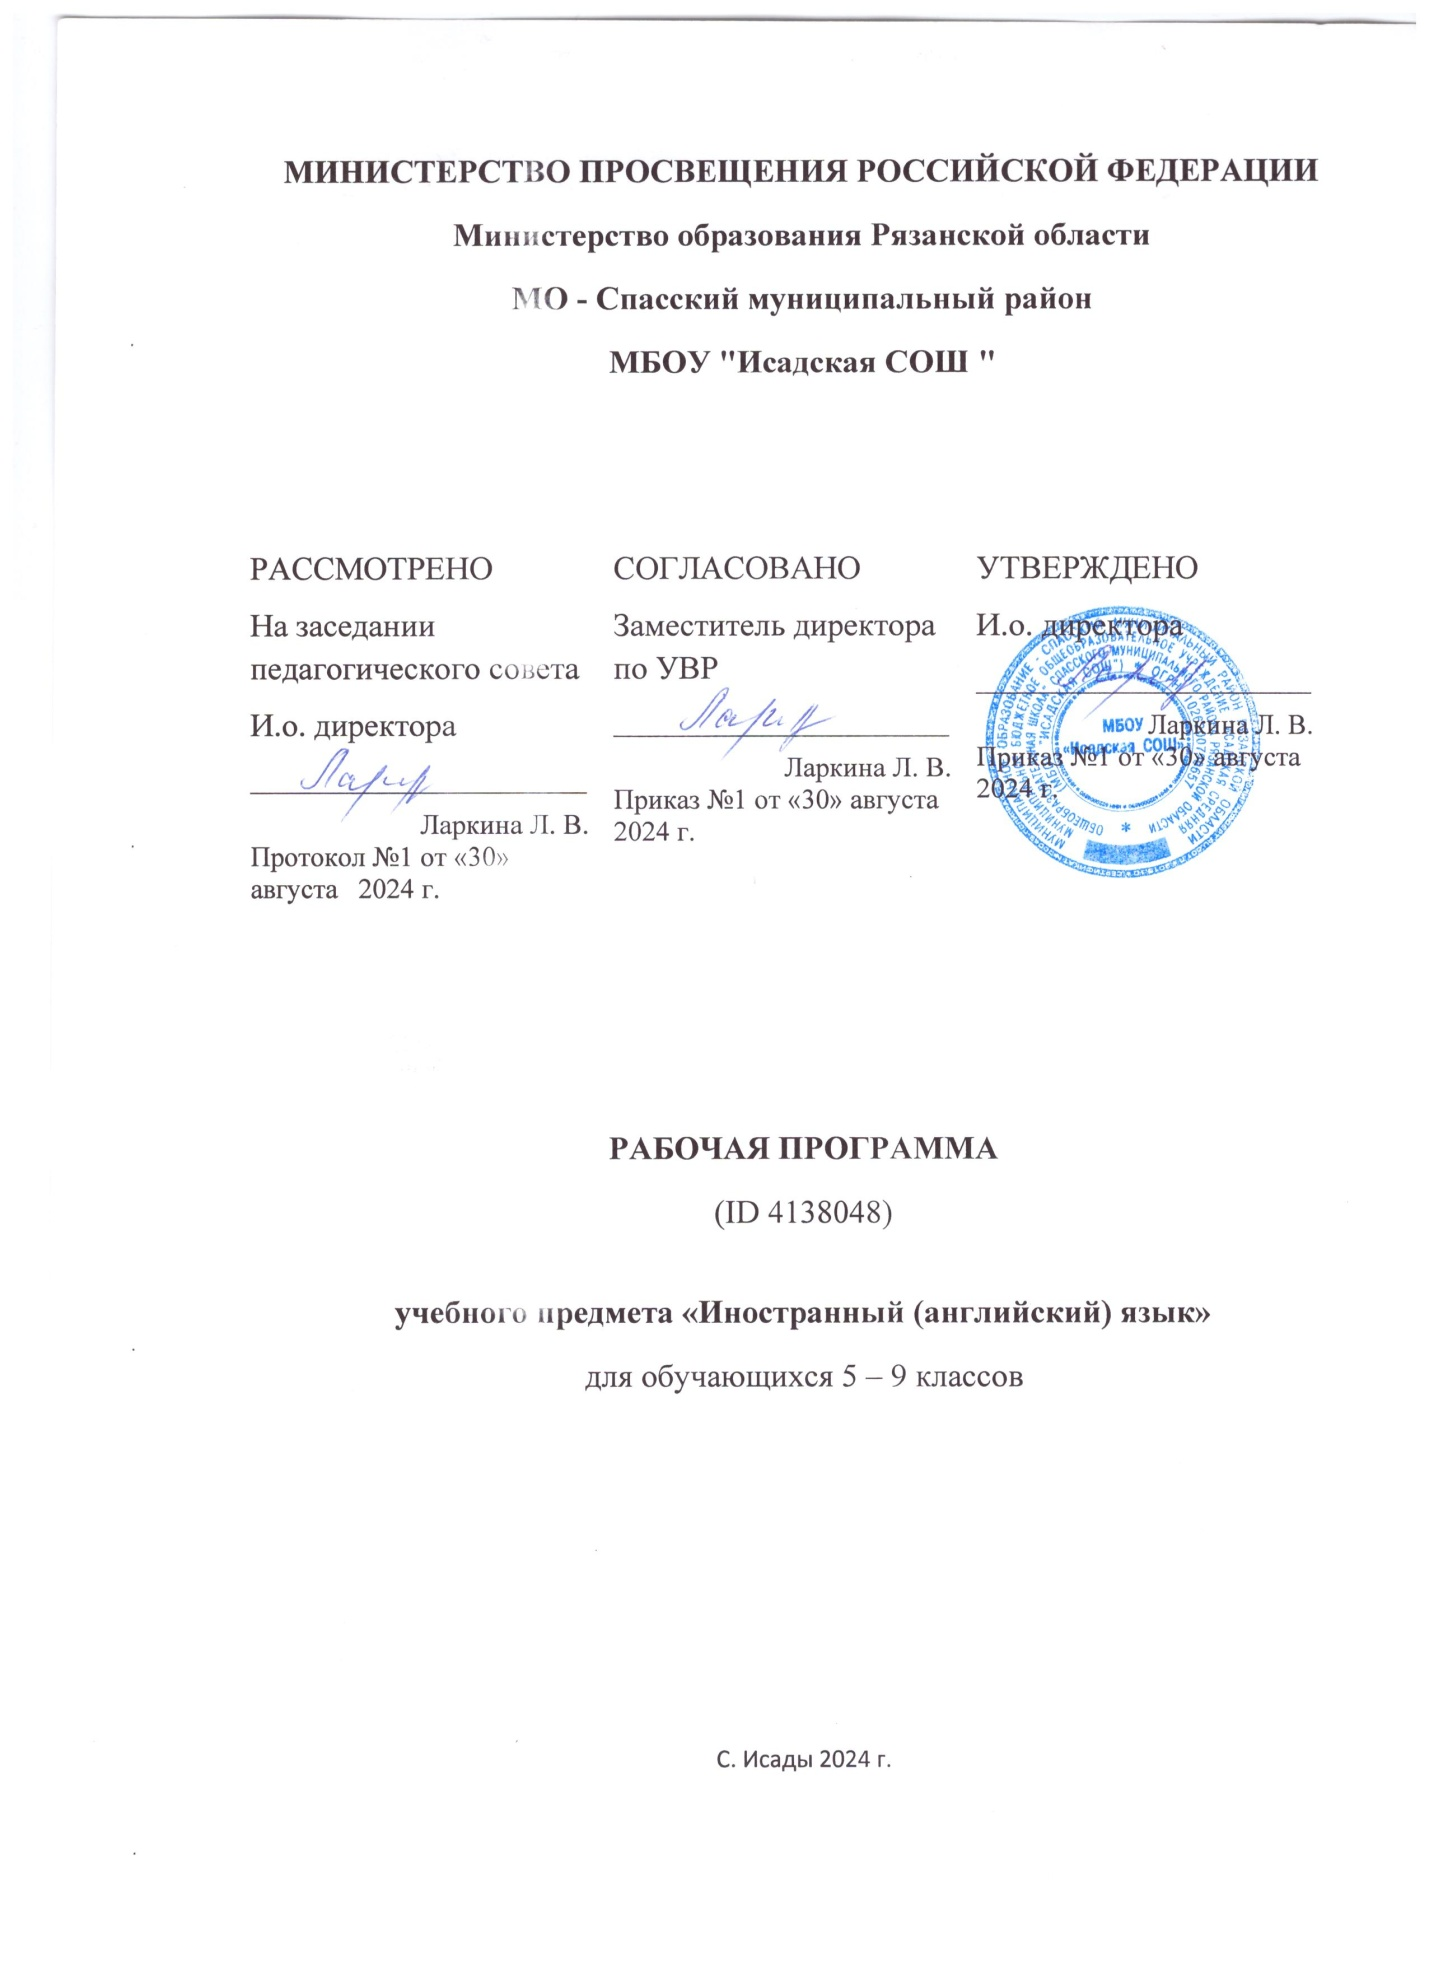 МИНИСТЕРСТВО ПРОСВЕЩЕНИЯ РОССИЙСКОЙ ФЕДЕРАЦИИ
Министерство образования Рязанской области
МО - Спасский муниципальный район
МБОУ "Исадская СОШ "
РАССМОТРЕНО
На заседании
педагогического совета
И.о. директора
Ларкина Л. В.
Протокол №1 от «30»
августа 2024 г.
СОГЛАСОВАНО
Заместитель директора
по УВР
Ларкина Л. В.
Приказ №1 от «30» августа
2024 г.
УТВЕРЖДЕНО
И.о. директора
Ларкина Л. В.
Приказ №1 от «30» августа
2024 г.
МБОУ
«Исадская СОШ»
РАБОЧАЯ ПРОГРАММА
(ID 4138048)
учебного предмета «Иностранный (английский) язык»
для обучающихся 5 – 9 классов
С. Исады 2024 г.